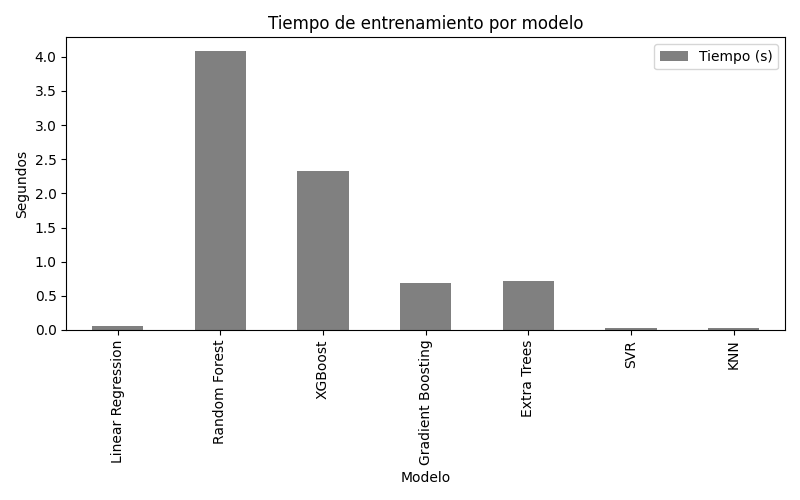 Tiempo de entrenamiento por modelo
Tiempo (s)
Segundos
4.0
3.5
3.0
2.5
2.0
1.5
1.0
0.5
0.0
Linear Regression
Random Forest
XGBoost
Gradient Boosting
Extra Trees
SVR
KNN
Modelo